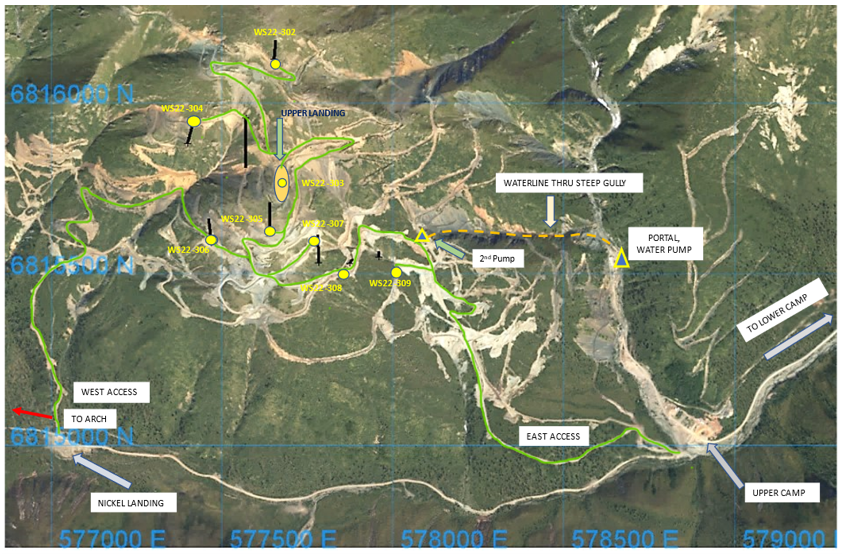 WS22-302
6816000 N
WS22-304
UPPER LANDING
WS22-303
WATERLINE THRU STEEP GULLY
WS22-305
WS22-307
WS22-306
PORTAL,
WATER PUMP
2nd Pump
6815500 N
WS22-308
WS22-309
TO LOWER CAMP
WEST ACCESS
TO ARCH
6815000 N
EAST ACCESS
NICKEL LANDING
UPPER CAMP
577000 E
577500 E
578000 E
578500 E
579000 E